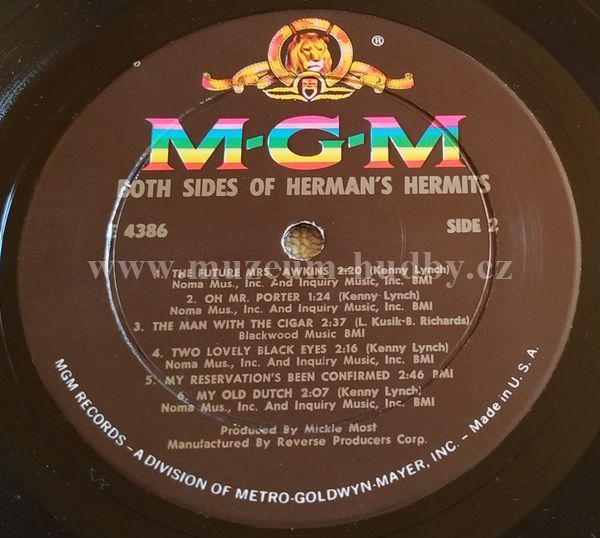 ®
M-G-M
BOTH SIDES OF HERMAN'S HERMITS
E 4386
SIDE 2
www.muzeum-hudby.cz
1. THE FUTURE MRS. 'AWKINS 2:20 (Kenny Lynch)
Noma Mus., Inc. And Inquiry Music, Inc. BMI
2. OH MR. PORTER 1:24 (Kenny Lynch)
Noma Mus., Inc. And Inquiry Music, Inc. BMI
3. THE MAN WITH THE CIGAR 2:37 (L. Kusik-B. Richards)
Blackwood Music BMI
4. TWO LOVELY BLACK EYES 2:16 (Kenny Lynch)
Noma Mus., Inc. And Inquiry Music, Inc. BMI
5. MY RESERVATION'S BEEN CONFIRMED 2:46 BMI
6. MY OLD DUTCH 2:07 (Kenny Lynch)
Noma Mus., Inc. And Inquiry Music, Inc. BMI
Produced By Mickie Most
Manufactured By Reverse Producers Corp.
MGM RECORDS – A DIVISION OF METRO-GOLDWYN-MAYER, INC. – Made in U. S. A.